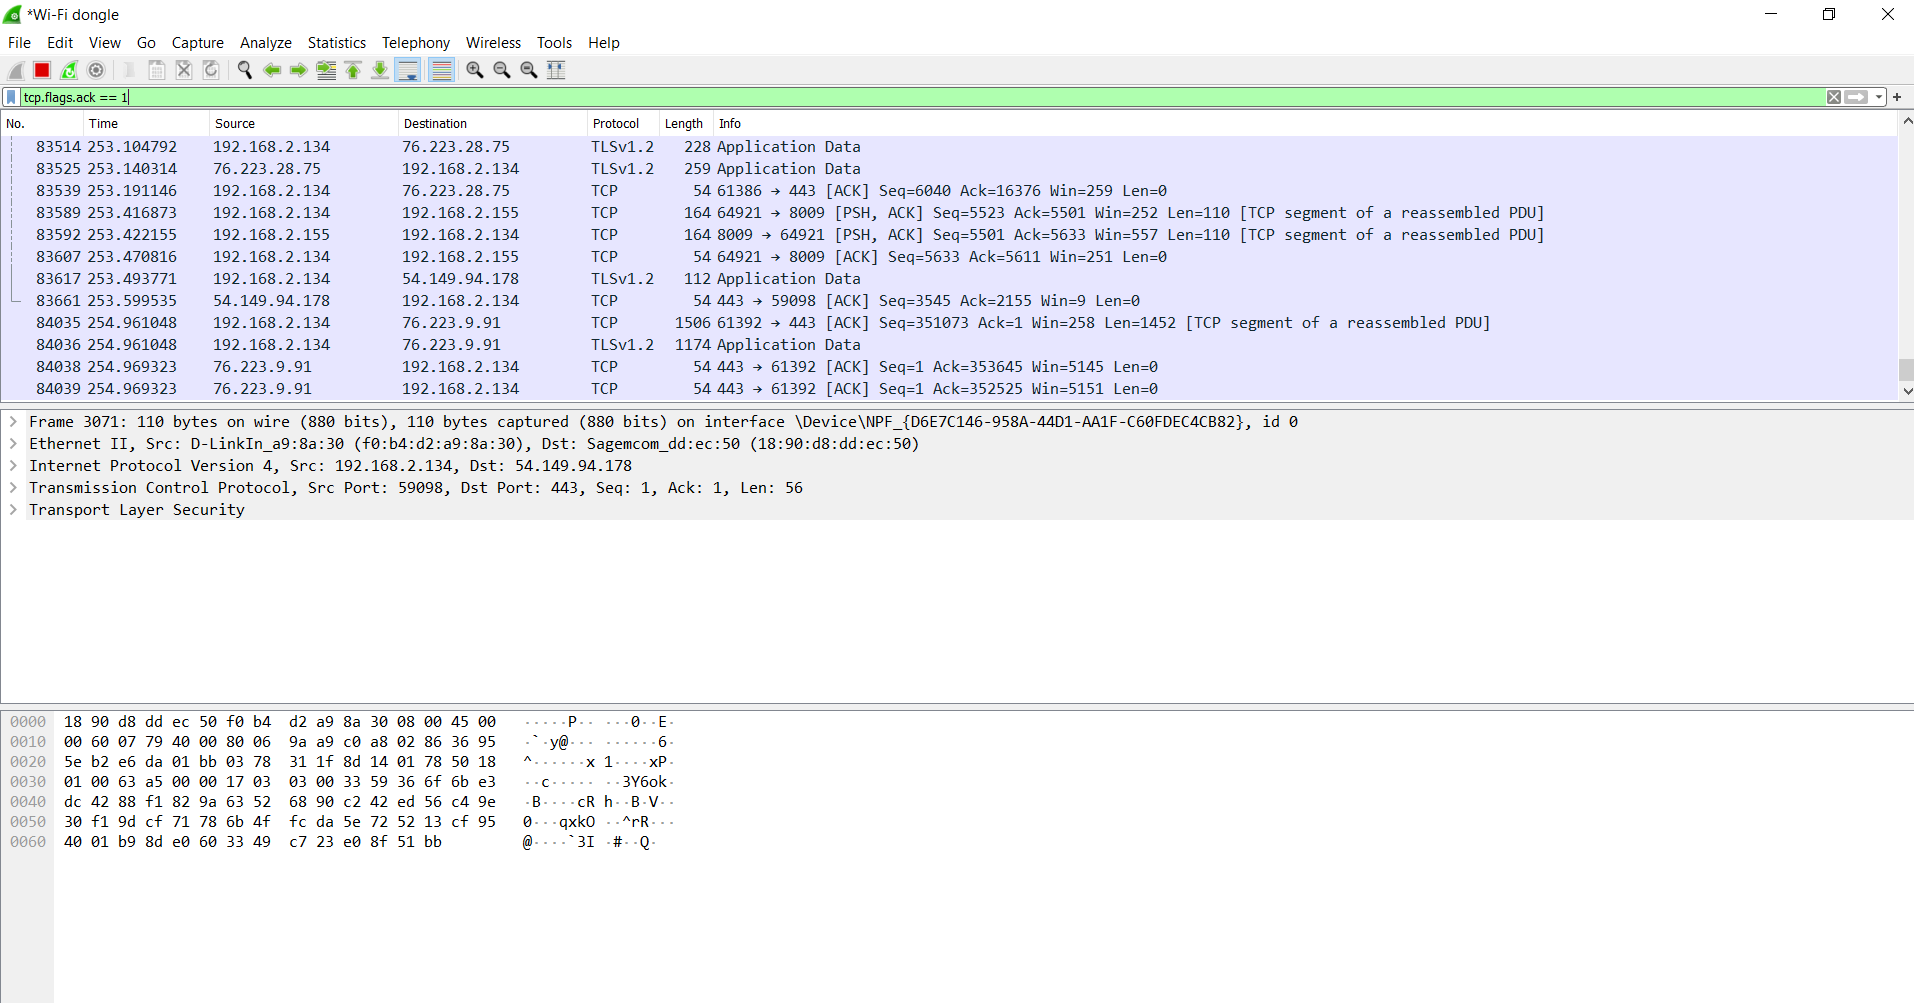 *Wi-Fi dongle
File Edit View Go Capture Analyze Statistics Telephony Wireless Tools Help
tcp.flags.ack == 1
No. Time Source Destination Protocol Length Info
83514 253.104792 192.168.2.134 76.223.28.75 TLSv1.2 228 Application Data
83525 253.140314 76.223.28.75 192.168.2.134 TLSv1.2 259 Application Data
83539 253.191146 192.168.2.134 76.223.28.75 TCP 54 61386 → 443 [ACK] Seq=6040 Ack=16376 Win=259 Len=0
83589 253.416873 192.168.2.134 192.168.2.155 TCP 164 64921 → 8009 [PSH, ACK] Seq=5523 Ack=5501 Win=252 Len=110 [TCP segment of a reassembled PDU]
83592 253.422155 192.168.2.155 192.168.2.134 TCP 164 8009 → 64921 [PSH, ACK] Seq=5501 Ack=5633 Win=557 Len=110 [TCP segment of a reassembled PDU]
83607 253.470816 192.168.2.134 192.168.2.155 TCP 54 64921 → 8009 [ACK] Seq=5633 Ack=5611 Win=251 Len=0
83617 253.493771 192.168.2.134 54.149.94.178 TLSv1.2 112 Application Data
83661 253.599535 54.149.94.178 192.168.2.134 TCP 54 443 → 59098 [ACK] Seq=3545 Ack=2155 Win=9 Len=0
84035 254.961048 192.168.2.134 76.223.9.91 TCP 1506 61392 → 443 [ACK] Seq=351073 Ack=1 Win=258 Len=1452 [TCP segment of a reassembled PDU]
84036 254.961048 192.168.2.134 76.223.9.91 TLSv1.2 1174 Application Data
84038 254.969323 76.223.9.91 192.168.2.134 TCP 54 443 → 61392 [ACK] Seq=1 Ack=353645 Win=5145 Len=0
84039 254.969323 76.223.9.91 192.168.2.134 TCP 54 443 → 61392 [ACK] Seq=1 Ack=352525 Win=5151 Len=0
Frame 3071: 110 bytes on wire (880 bits), 110 bytes captured (880 bits) on interface \Device\NPF_{D6E7C146-958A-44D1-AA1F-C60FDEC4CB82}, id 0
Ethernet II, Src: D-LinkIn_a9:8a:30 (f0:b4:d2:a9:8a:30), Dst: Sagemcom_dd:ec:50 (18:90:d8:dd:ec:50)
Internet Protocol Version 4, Src: 192.168.2.134, Dst: 54.149.94.178
Transmission Control Protocol, Src Port: 59098, Dst Port: 443, Seq: 1, Ack: 1, Len: 56
Transport Layer Security
0000 18 90 d8 dd ec 50 f0 b4 d2 a9 8a 30 08 00 45 00 ·····P·· ···0··E·
0010 00 60 07 79 40 00 80 06 9a a9 c0 a8 02 86 36 95 ·`·y@··· ······6·
0020 5e b2 e6 da 01 bb 03 78 31 1f 8d 14 01 78 50 18 ^······x 1····xP·
0030 01 00 63 a5 00 00 17 03 03 00 33 59 36 6f 6b e3 ··c····· ··3Y6ok·
0040 dc 42 88 f1 82 9a 63 52 68 90 c2 42 ed 56 c4 9e ·B····cR h··B·V··
0050 30 f1 9d cf 71 78 6b 4f fc da 5e 72 52 13 cf 95 0···qxkO ··^rR···
0060 40 01 b9 8d e0 60 33 49 c7 23 e0 8f 51 bb @····`3I ·#··Q·